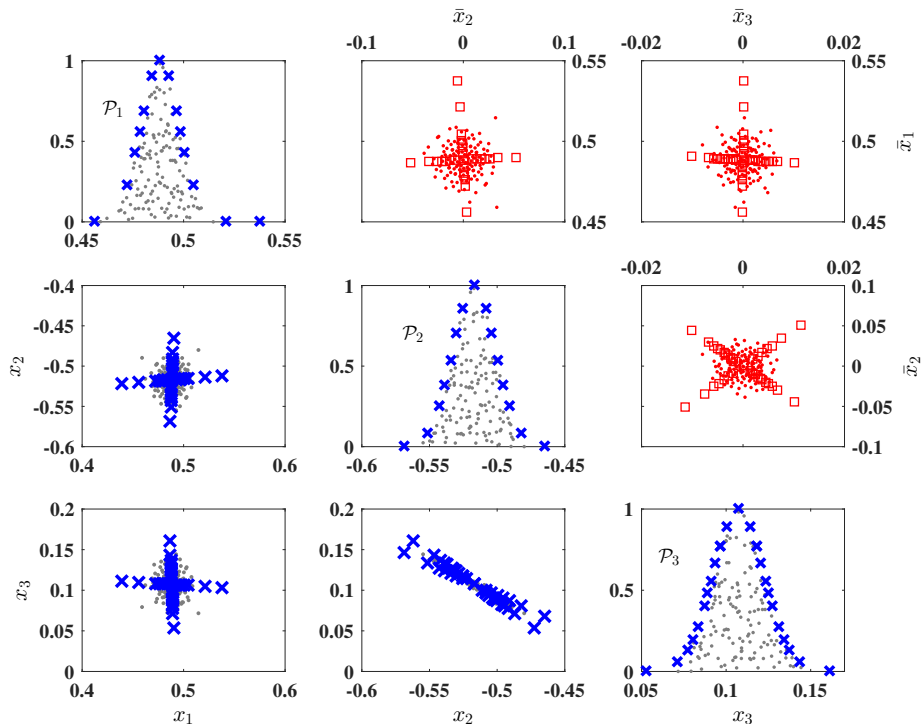 x̄₂ x̄₃
-0.1 0 0.1 -0.02 0 0.02
1 0.5 0
𝒫₁
0.45 0.5 0.55
0.55 0.5 0.45
0.55 0.5 0.45
x̄₁
-0.02 0 0.02
-0.4 -0.45 -0.5 -0.55 -0.6
x₂
0.4 0.5 0.6
1 0.5 0
𝒫₂
-0.6 -0.55 -0.5 -0.45
0.1 0.05 0 -0.05 -0.1
x̄₂
0.2 0.15 0.1 0.05 0
x₃
0.4 0.5 0.6
x₁
0.2 0.15 0.1 0.05 0
-0.6 -0.55 -0.5 -0.45
x₂
1 0.5 0
𝒫₃
0.05 0.1 0.15
x₃